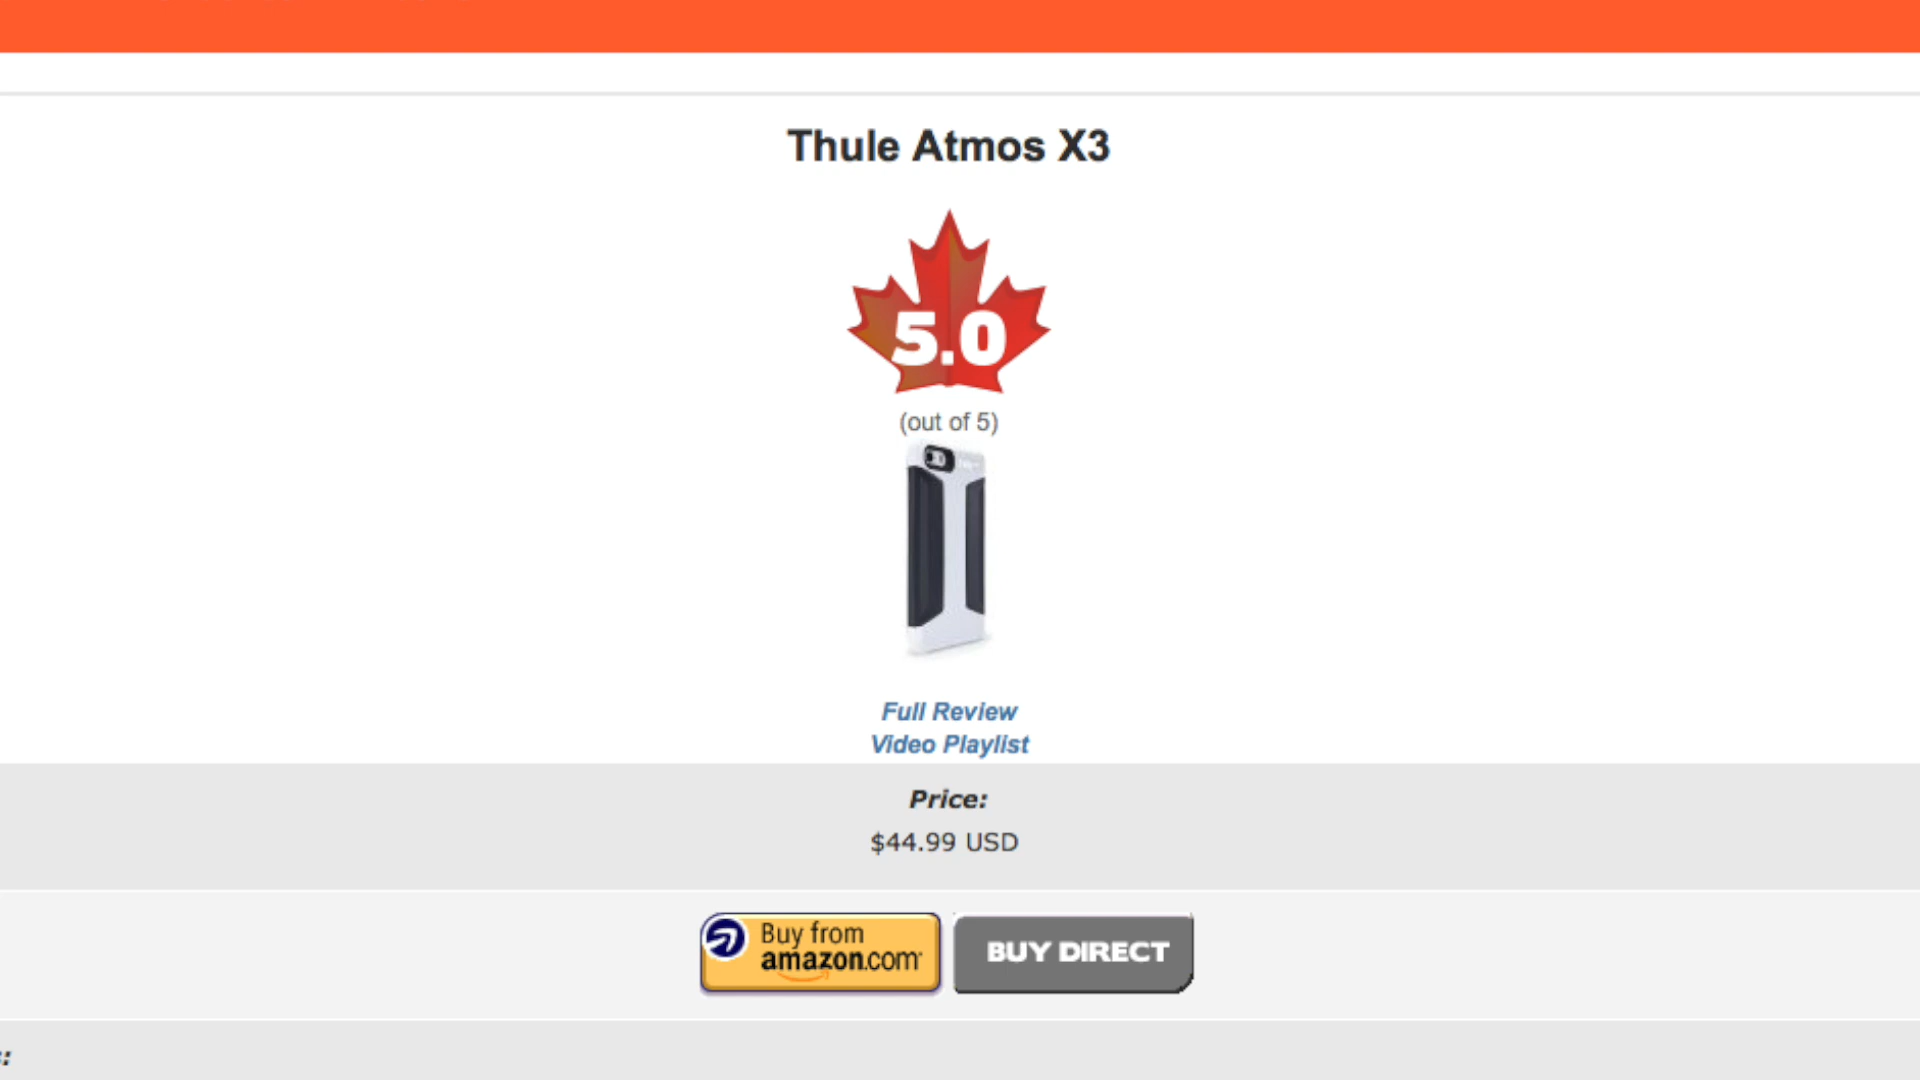 Thule Atmos X3
5.0
(out of 5)
Full Review
Video Playlist
Price:
$44.99 USD
Buy from
amazon.com
BUY DIRECT